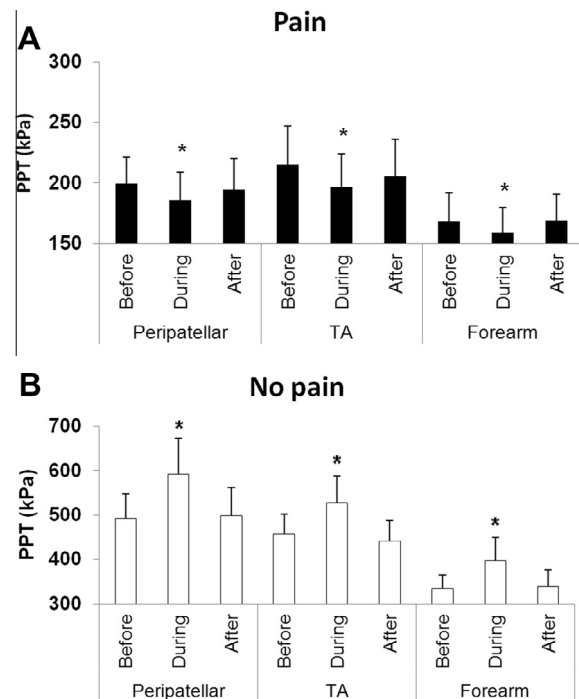 A
Pain
300
250
200
150
PPT (kPa)
*
*
*
Before During After Before During After Before During After
Peripatellar TA Forearm
B
No pain
700
600
500
400
300
PPT (kPa)
*
*
*
Before During After Before During After Before During After
Peripatellar TA Forearm